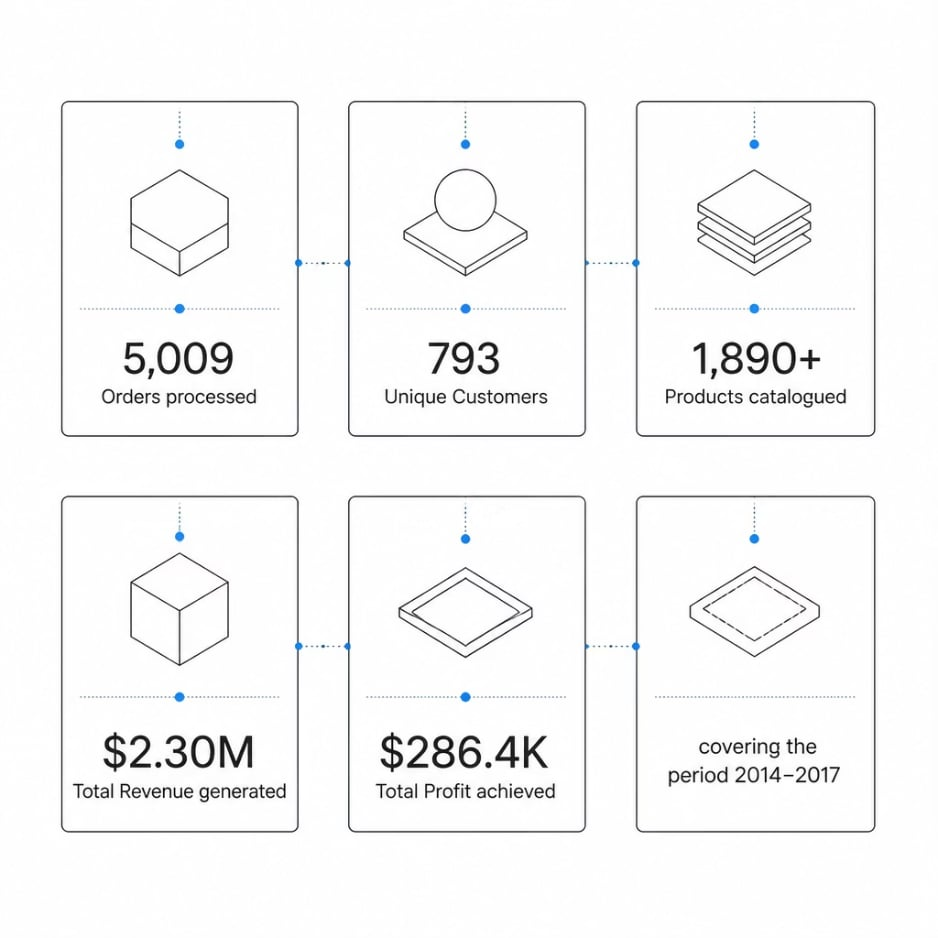 5,009
Orders processed
793
Unique Customers
1,890+
Products catalogued
$2.30M
Total Revenue generated
$286.4K
Total Profit achieved
covering the
period 2014–2017